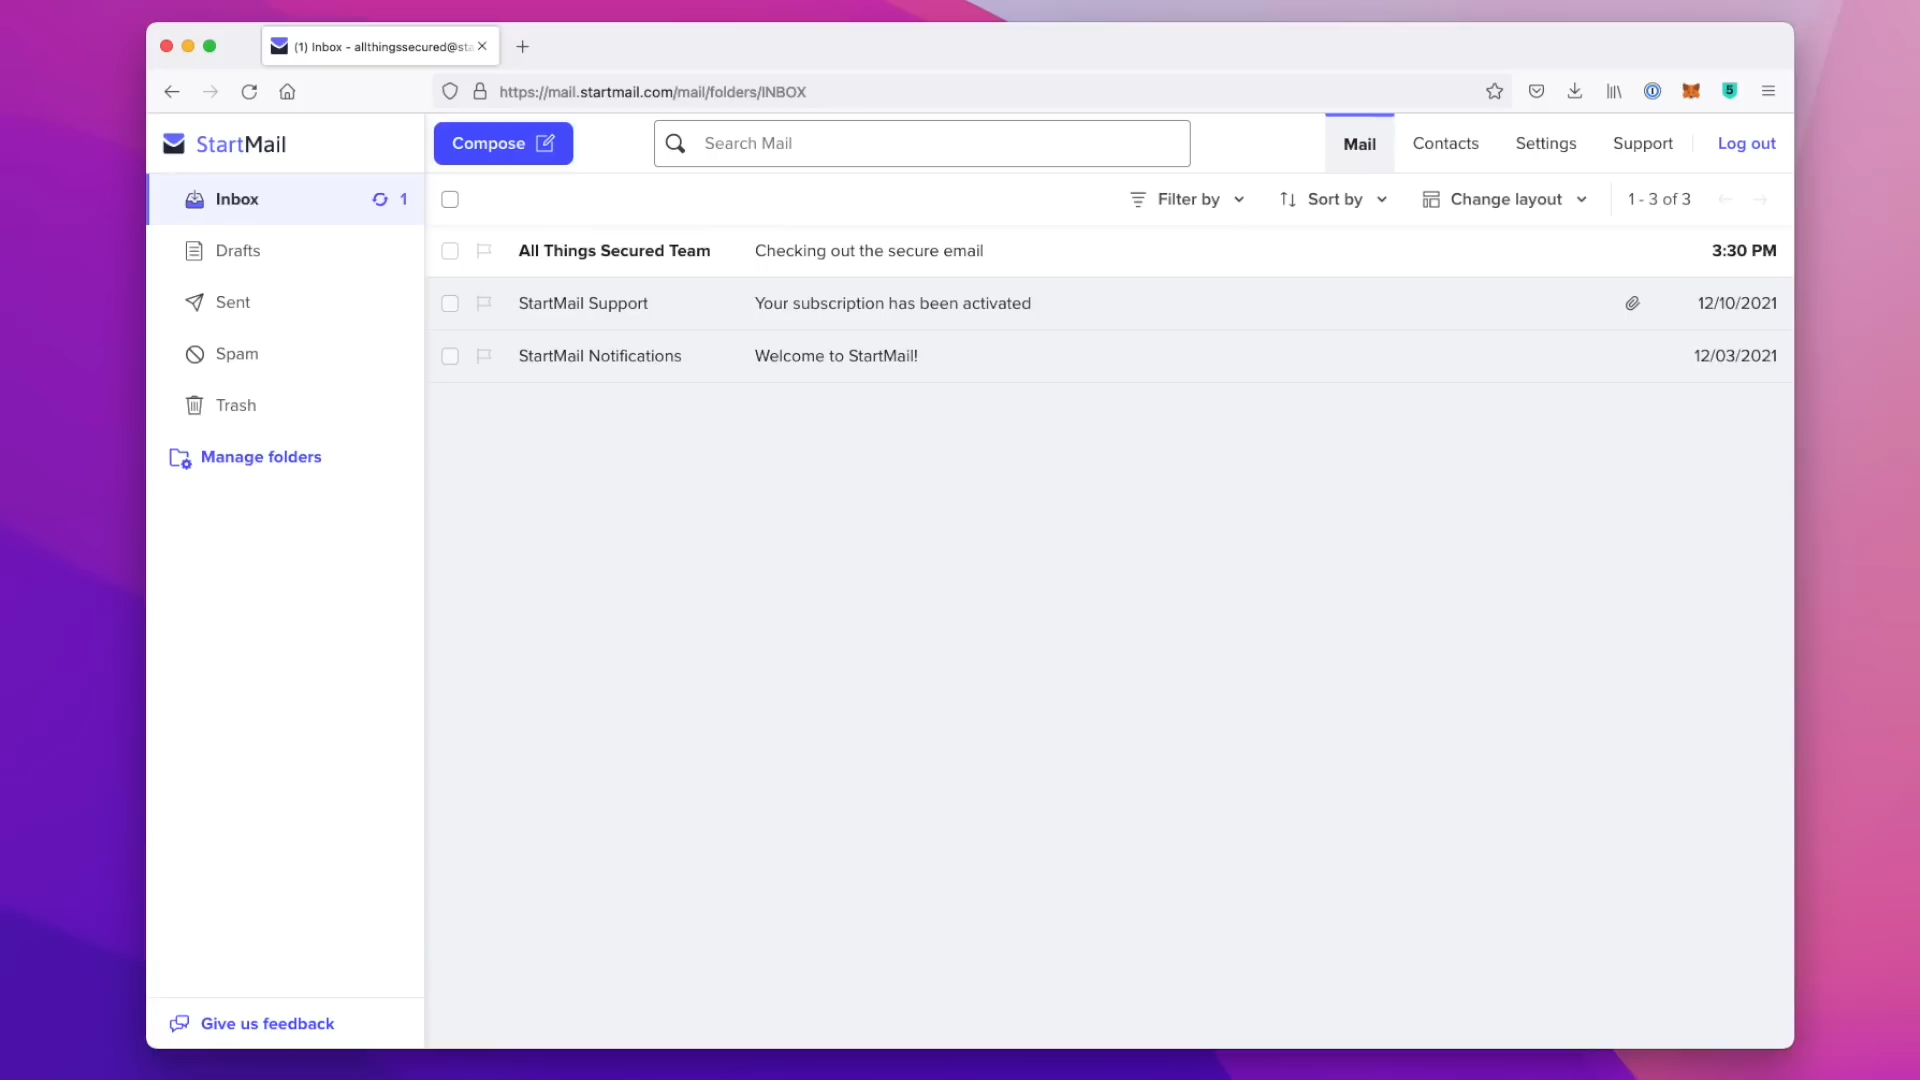 (1) Inbox - allthingssecured@sta
https://mail.startmail.com/mail/folders/INBOX
5
StartMail
Compose
Search Mail
Mail
Contacts
Settings
Support
Log out
Inbox 1
Drafts
Sent
Spam
Trash
Manage folders
Give us feedback
Filter by
Sort by
Change layout
1 - 3 of 3
All Things Secured Team Checking out the secure email 3:30 PM
StartMail Support Your subscription has been activated 12/10/2021
StartMail Notifications Welcome to StartMail! 12/03/2021